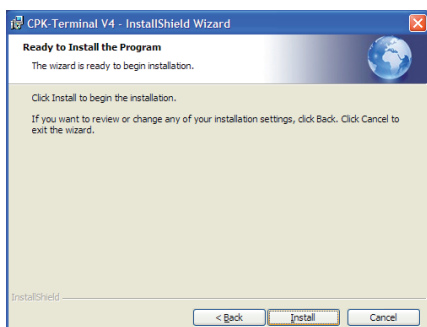 CPK-Terminal V4 - InstallShield Wizard
Ready to Install the Program
The wizard is ready to begin installation.
Click Install to begin the installation.
If you want to review or change any of your installation settings, click Back. Click Cancel to
exit the wizard.
InstallShield
< Back Install Cancel